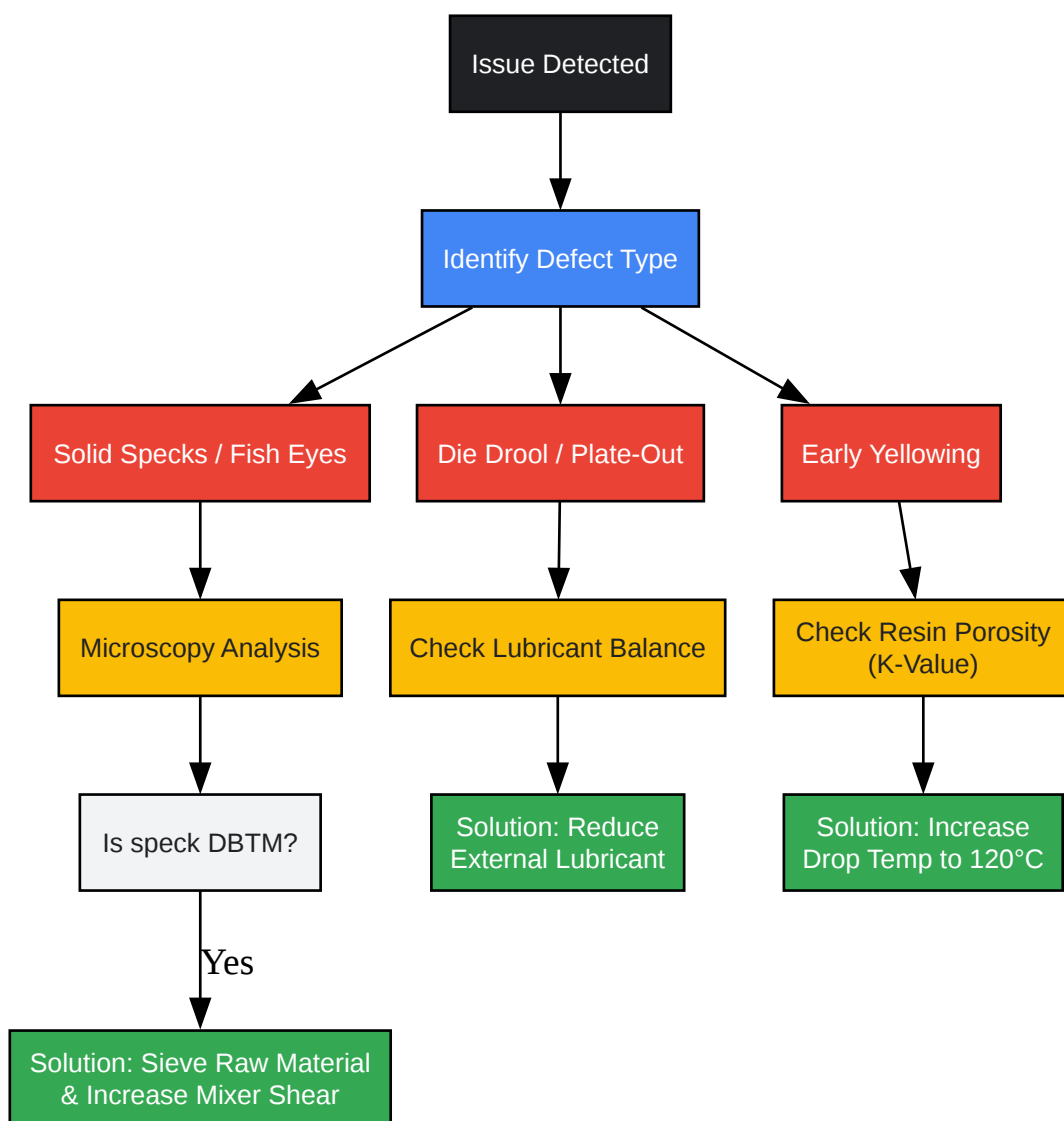 Issue Detected
Identify Defect Type
Solid Specks / Fish Eyes
Die Drool / Plate-Out
Early Yellowing
Microscopy Analysis
Check Lubricant Balance
Check Resin Porosity
(K-Value)
Is speck DBTM?
Solution: Reduce
External Lubricant
Solution: Increase
Drop Temp to 120°C
Yes
Solution: Sieve Raw Material
& Increase Mixer Shear